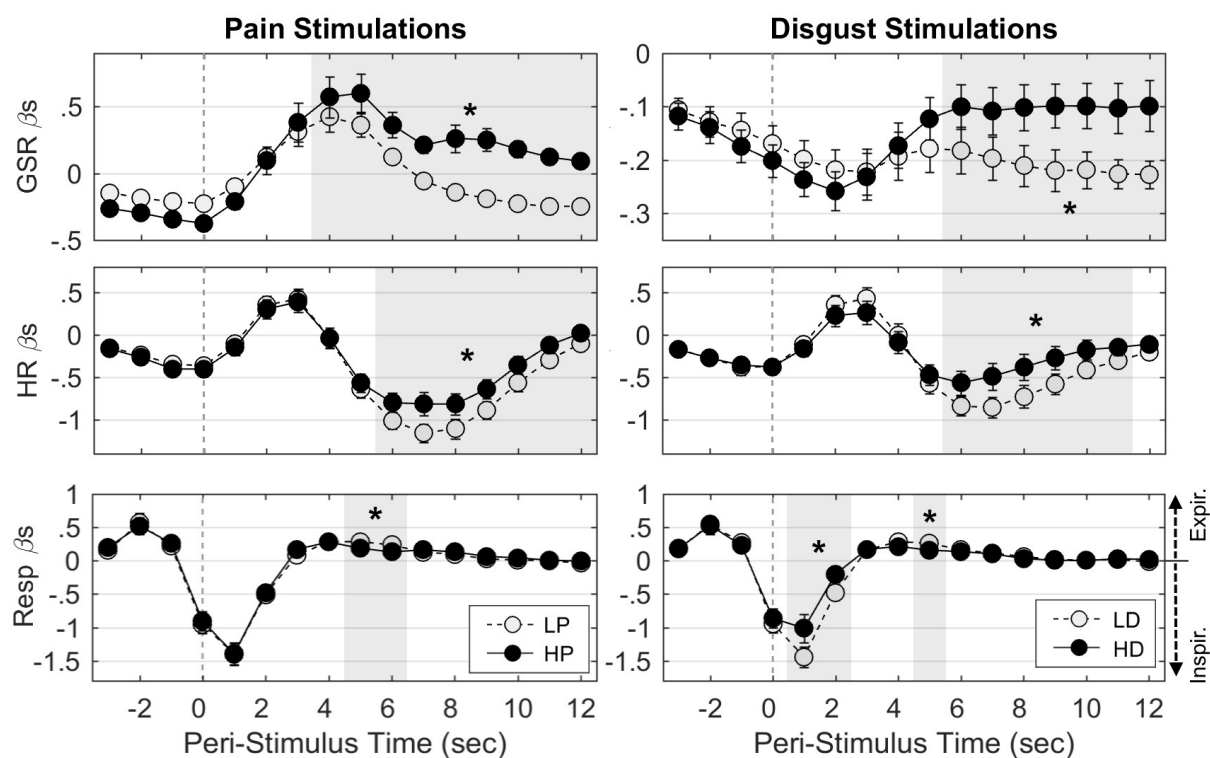 Pain Stimulations
Disgust Stimulations
GSR βs
.5
0
-.5
*
0
-.1
-.2
-.3
*
HR βs
.5
0
-.5
-1
*
.5
0
-.5
-1
*
Resp βs
1
.5
0
-.5
-1
-1.5
*
LP
HP
1
.5
0
-.5
-1
-1.5
*
*
LD
HD
Expir.
Inspir.
-2 0 2 4 6 8 10 12
-2 0 2 4 6 8 10 12
Peri-Stimulus Time (sec)
Peri-Stimulus Time (sec)